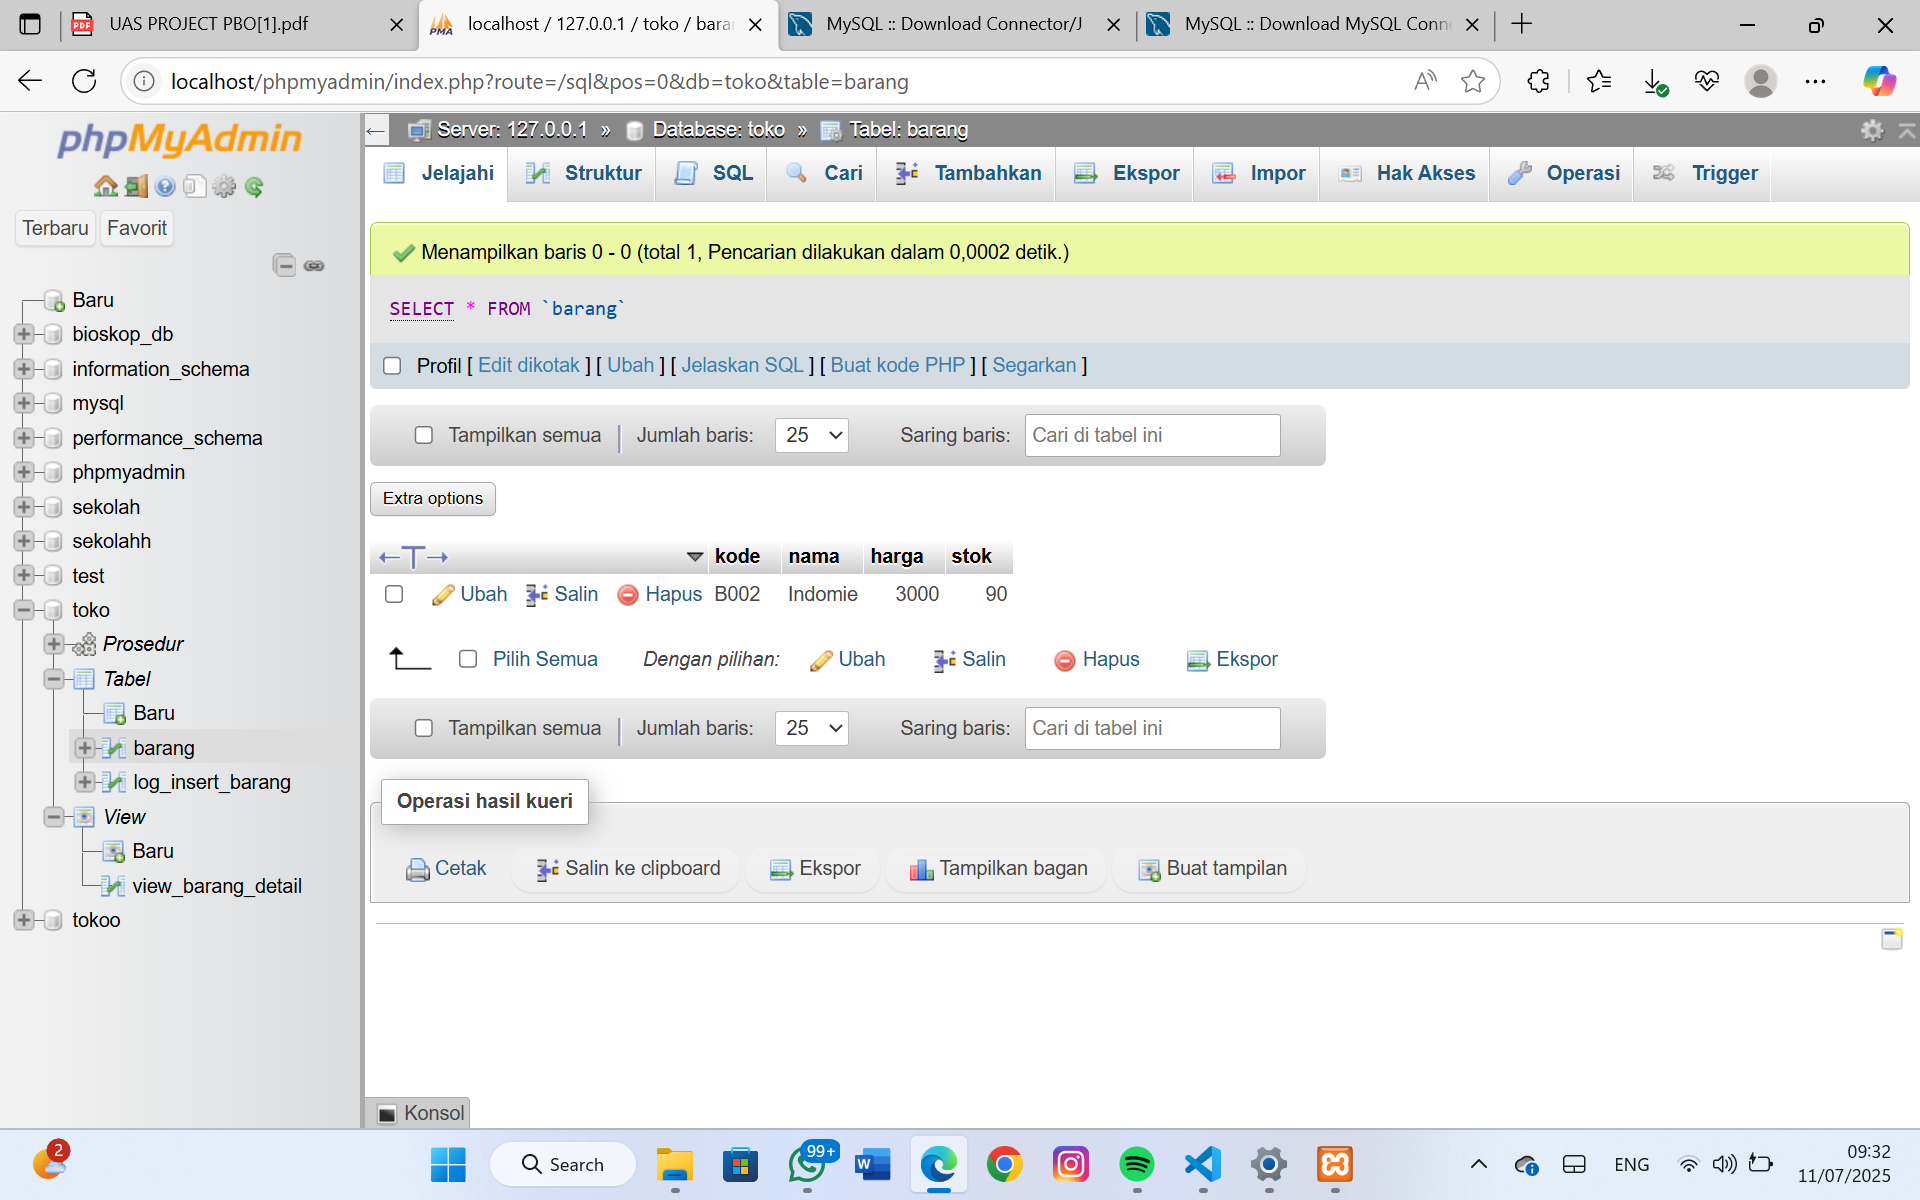 UAS PROJECT PBO[1].pdf
localhost / 127.0.0.1 / toko / bara
MySQL :: Download Connector/J
MySQL :: Download MySQL Conne
localhost/phpmyadmin/index.php?route=/sql&pos=0&db=toko&table=barang
phpMyAdmin
Terbaru
Favorit
Baru
bioskop_db
information_schema
mysql
performance_schema
phpmyadmin
sekolah
sekolahh
test
toko
Prosedur
Tabel
Baru
barang
log_insert_barang
View
Baru
view_barang_detail
tokoo
Server: 127.0.0.1 » Database: toko » Tabel: barang
Jelajahi Struktur SQL Cari Tambahkan Ekspor Impor Hak Akses Operasi Trigger
Menampilkan baris 0 - 0 (total 1, Pencarian dilakukan dalam 0,0002 detik.)
SELECT * FROM `barang`
Profil [ Edit dikotak ] [ Ubah ] [ Jelaskan SQL ] [ Buat kode PHP ] [ Segarkan ]
Tampilkan semua | Jumlah baris: 25 Saring baris: Cari di tabel ini
Extra options
kode nama harga stok
Ubah Salin Hapus B002 Indomie 3000 90
Pilih Semua Dengan pilihan: Ubah Salin Hapus Ekspor
Tampilkan semua | Jumlah baris: 25 Saring baris: Cari di tabel ini
Operasi hasil kueri
Cetak Salin ke clipboard Ekspor Tampilkan bagan Buat tampilan
Konsol
2
Search
99+
W
ENG
09:32
11/07/2025